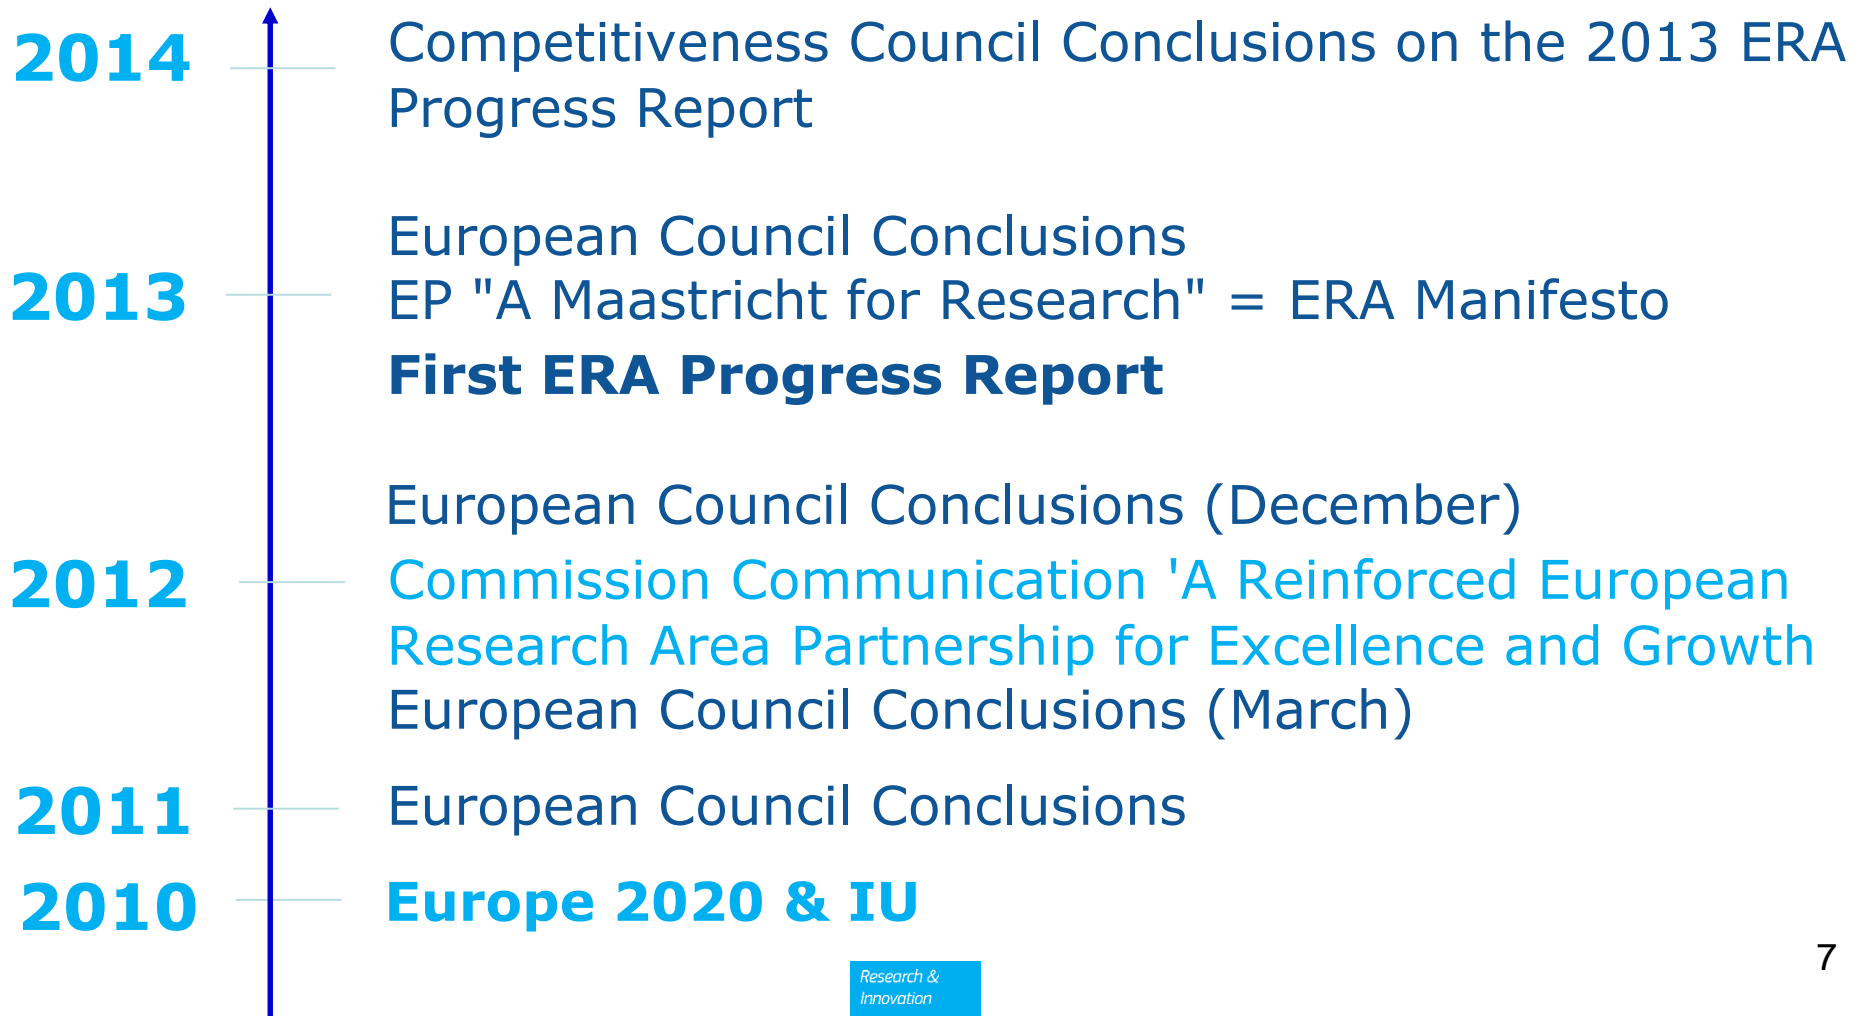 2014
Competitiveness Council Conclusions on the 2013 ERA
Progress Report
European Council Conclusions
2013
EP "A Maastricht for Research" = ERA Manifesto
First ERA Progress Report
European Council Conclusions (December)
2012
Commission Communication 'A Reinforced European
Research Area Partnership for Excellence and Growth
European Council Conclusions (March)
2011
European Council Conclusions
2010
Europe 2020 & IU
7
Research &
Innovation